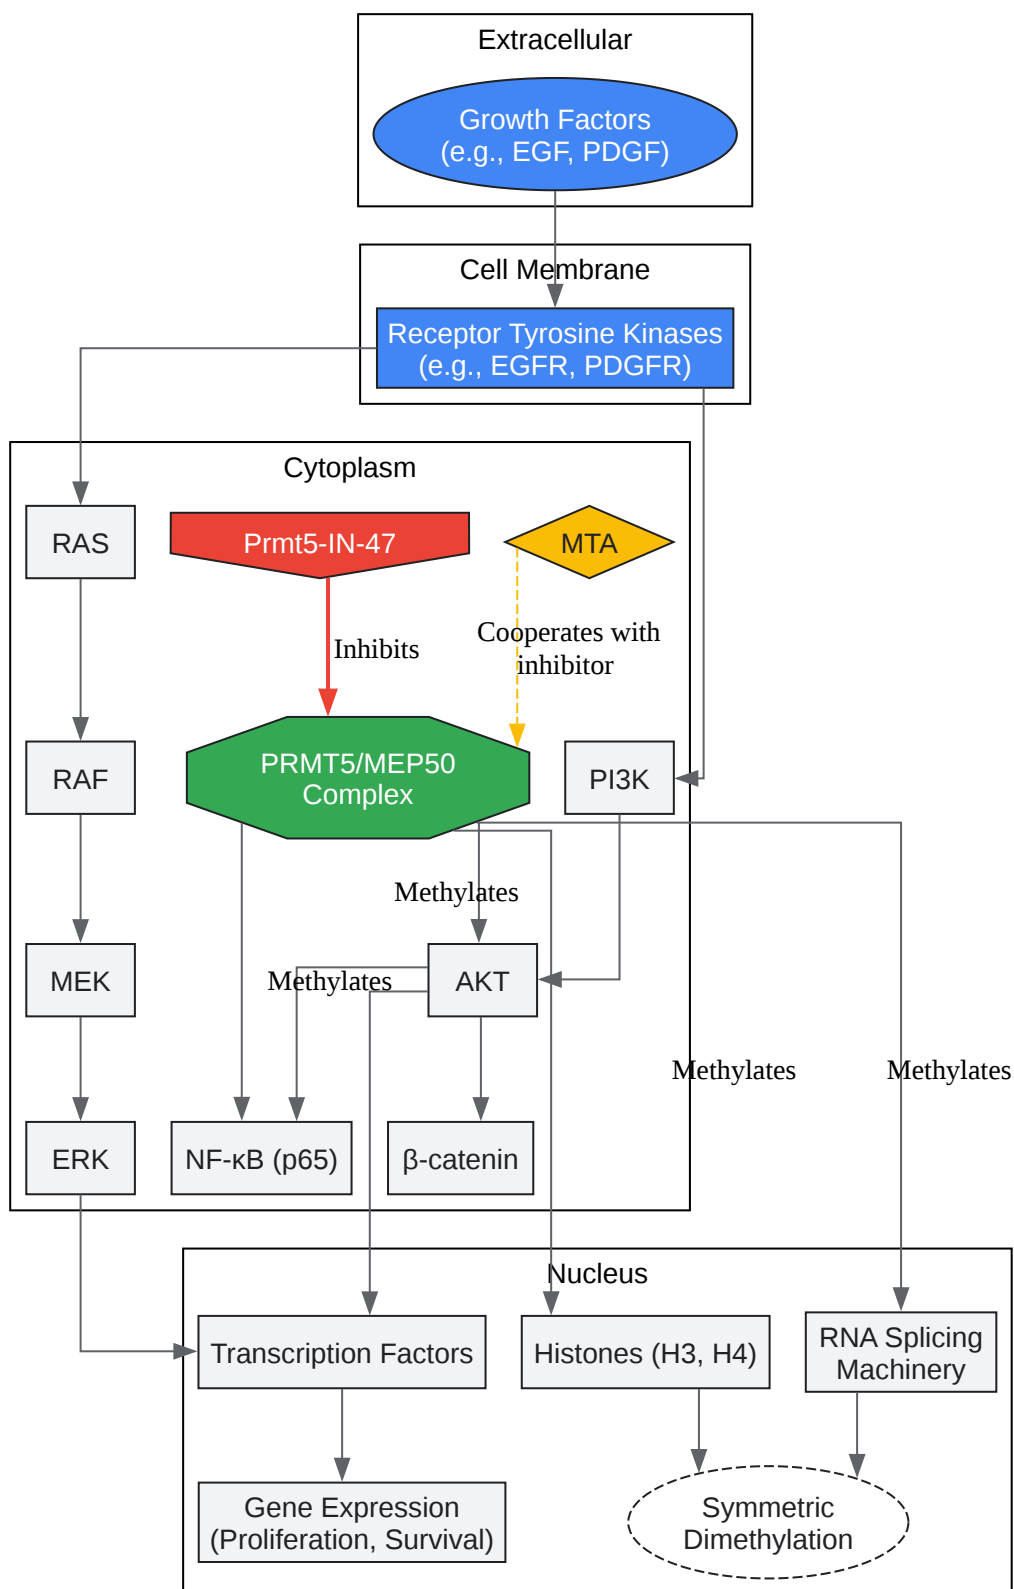 Extracellular
Growth Factors
(e.g., EGF, PDGF)
Cell Membrane
Receptor Tyrosine Kinases
(e.g., EGFR, PDGFR)
Cytoplasm
RAS
Prmt5-IN-47
MTA
Inhibits
Cooperates with
inhibitor
RAF
PRMT5/MEP50
Complex
PI3K
Methylates
MEK
Methylates
AKT
Methylates
Methylates
ERK
NF-κB (p65)
β-catenin
Nucleus
Transcription Factors
Histones (H3, H4)
RNA Splicing
Machinery
Gene Expression
(Proliferation, Survival)
Symmetric
Dimethylation